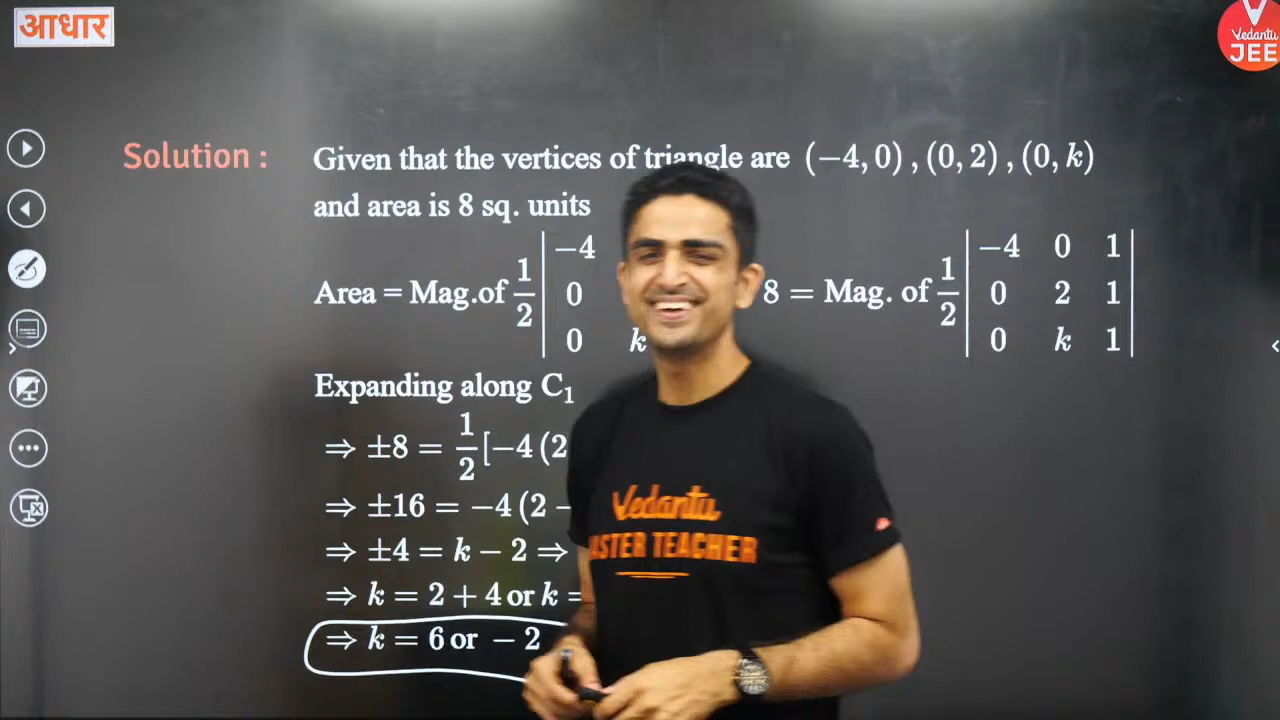 आधार
Vedantu
JEE
Solution : Given that the vertices of triangle are (−4, 0) , (0, 2) , (0, k)
and area is 8 sq. units
Area = Mag.of 1/2 | −4 8 = Mag. of 1/2 | −4 0 1 |
0 0 2 1
0 k 0 k 1
Expanding along C₁
⇒ ±8 = 1/2 [−4 (2
⇒ ±16 = −4 (2 −
⇒ ±4 = k − 2 ⇒
⇒ k = 2 + 4 or k =
⇒ k = 6 or − 2
Vedantu
TEACHER